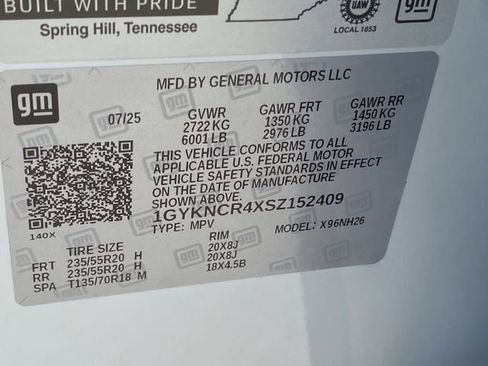 BUILT WITH PRIDE
Spring Hill, Tennessee
UAW
LOCAL 1853
gm
gm
MFD BY GENERAL MOTORS LLC
07/25
GVWR GAWR FRT GAWR RR
2722 KG 1350 KG 1450 KG
6001 LB 2976 LB 3196 LB
THIS VEHICLE CONFORMS TO ALL
APPLICABLE U.S. FEDERAL MOTOR
VEHICLE SAFETY STANDARDS IN EFFECT
ON THE DATE OF MANUFACTURE
SHOWN ABOVE.
1GYKNCR4XSZ152409
140X
TYPE: MPV MODEL: X96NH26
TIRE SIZE RIM
FRT 235/55R20 H 20X8J
RR 235/55R20 H 20X8J
SPA T135/70R18 M 18X4.5B